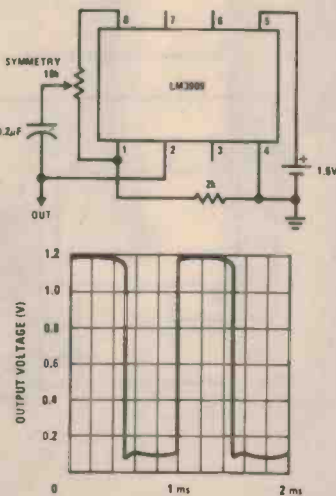 8 7 6 5
SYMMETRY
10k
LM3909
0.2µF
1 2 3 4
1.5V
2k
OUT
OUTPUT VOLTAGE (V)
1.2
1.0
0.8
0.6
0.4
0.2
0 1 ms 2 ms